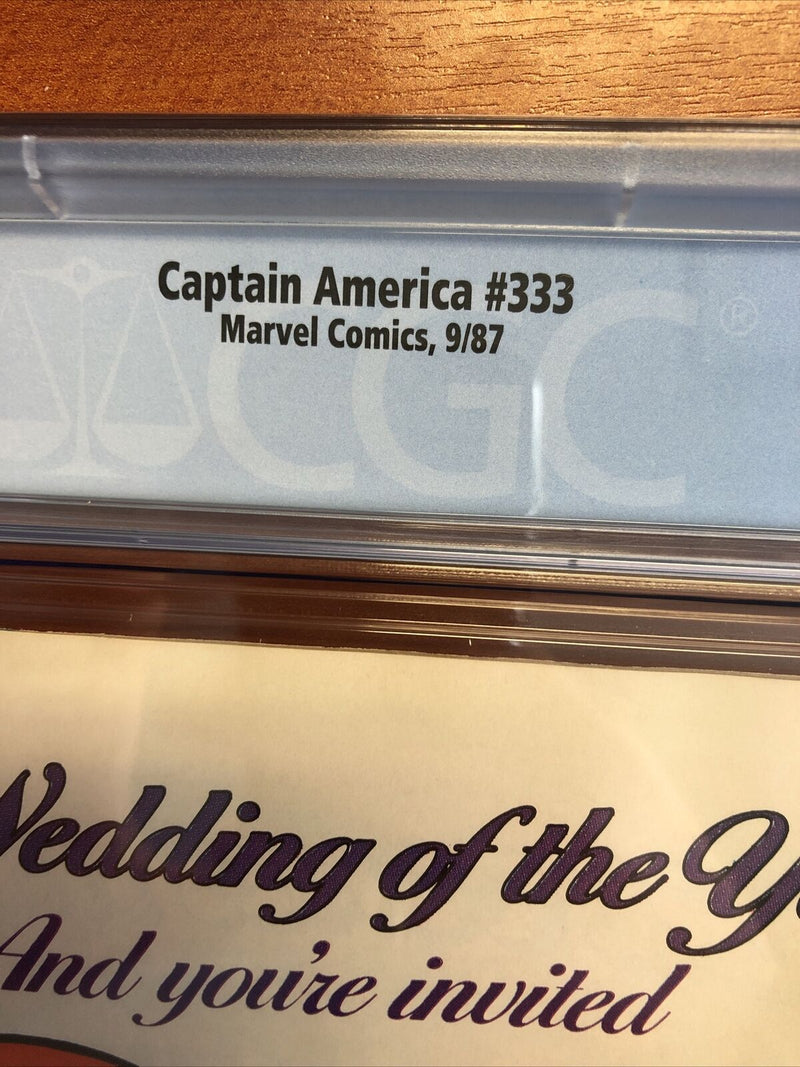 Captain America #333
Marvel Comics, 9/87
CGC ®
Wedding of the
And you're invited